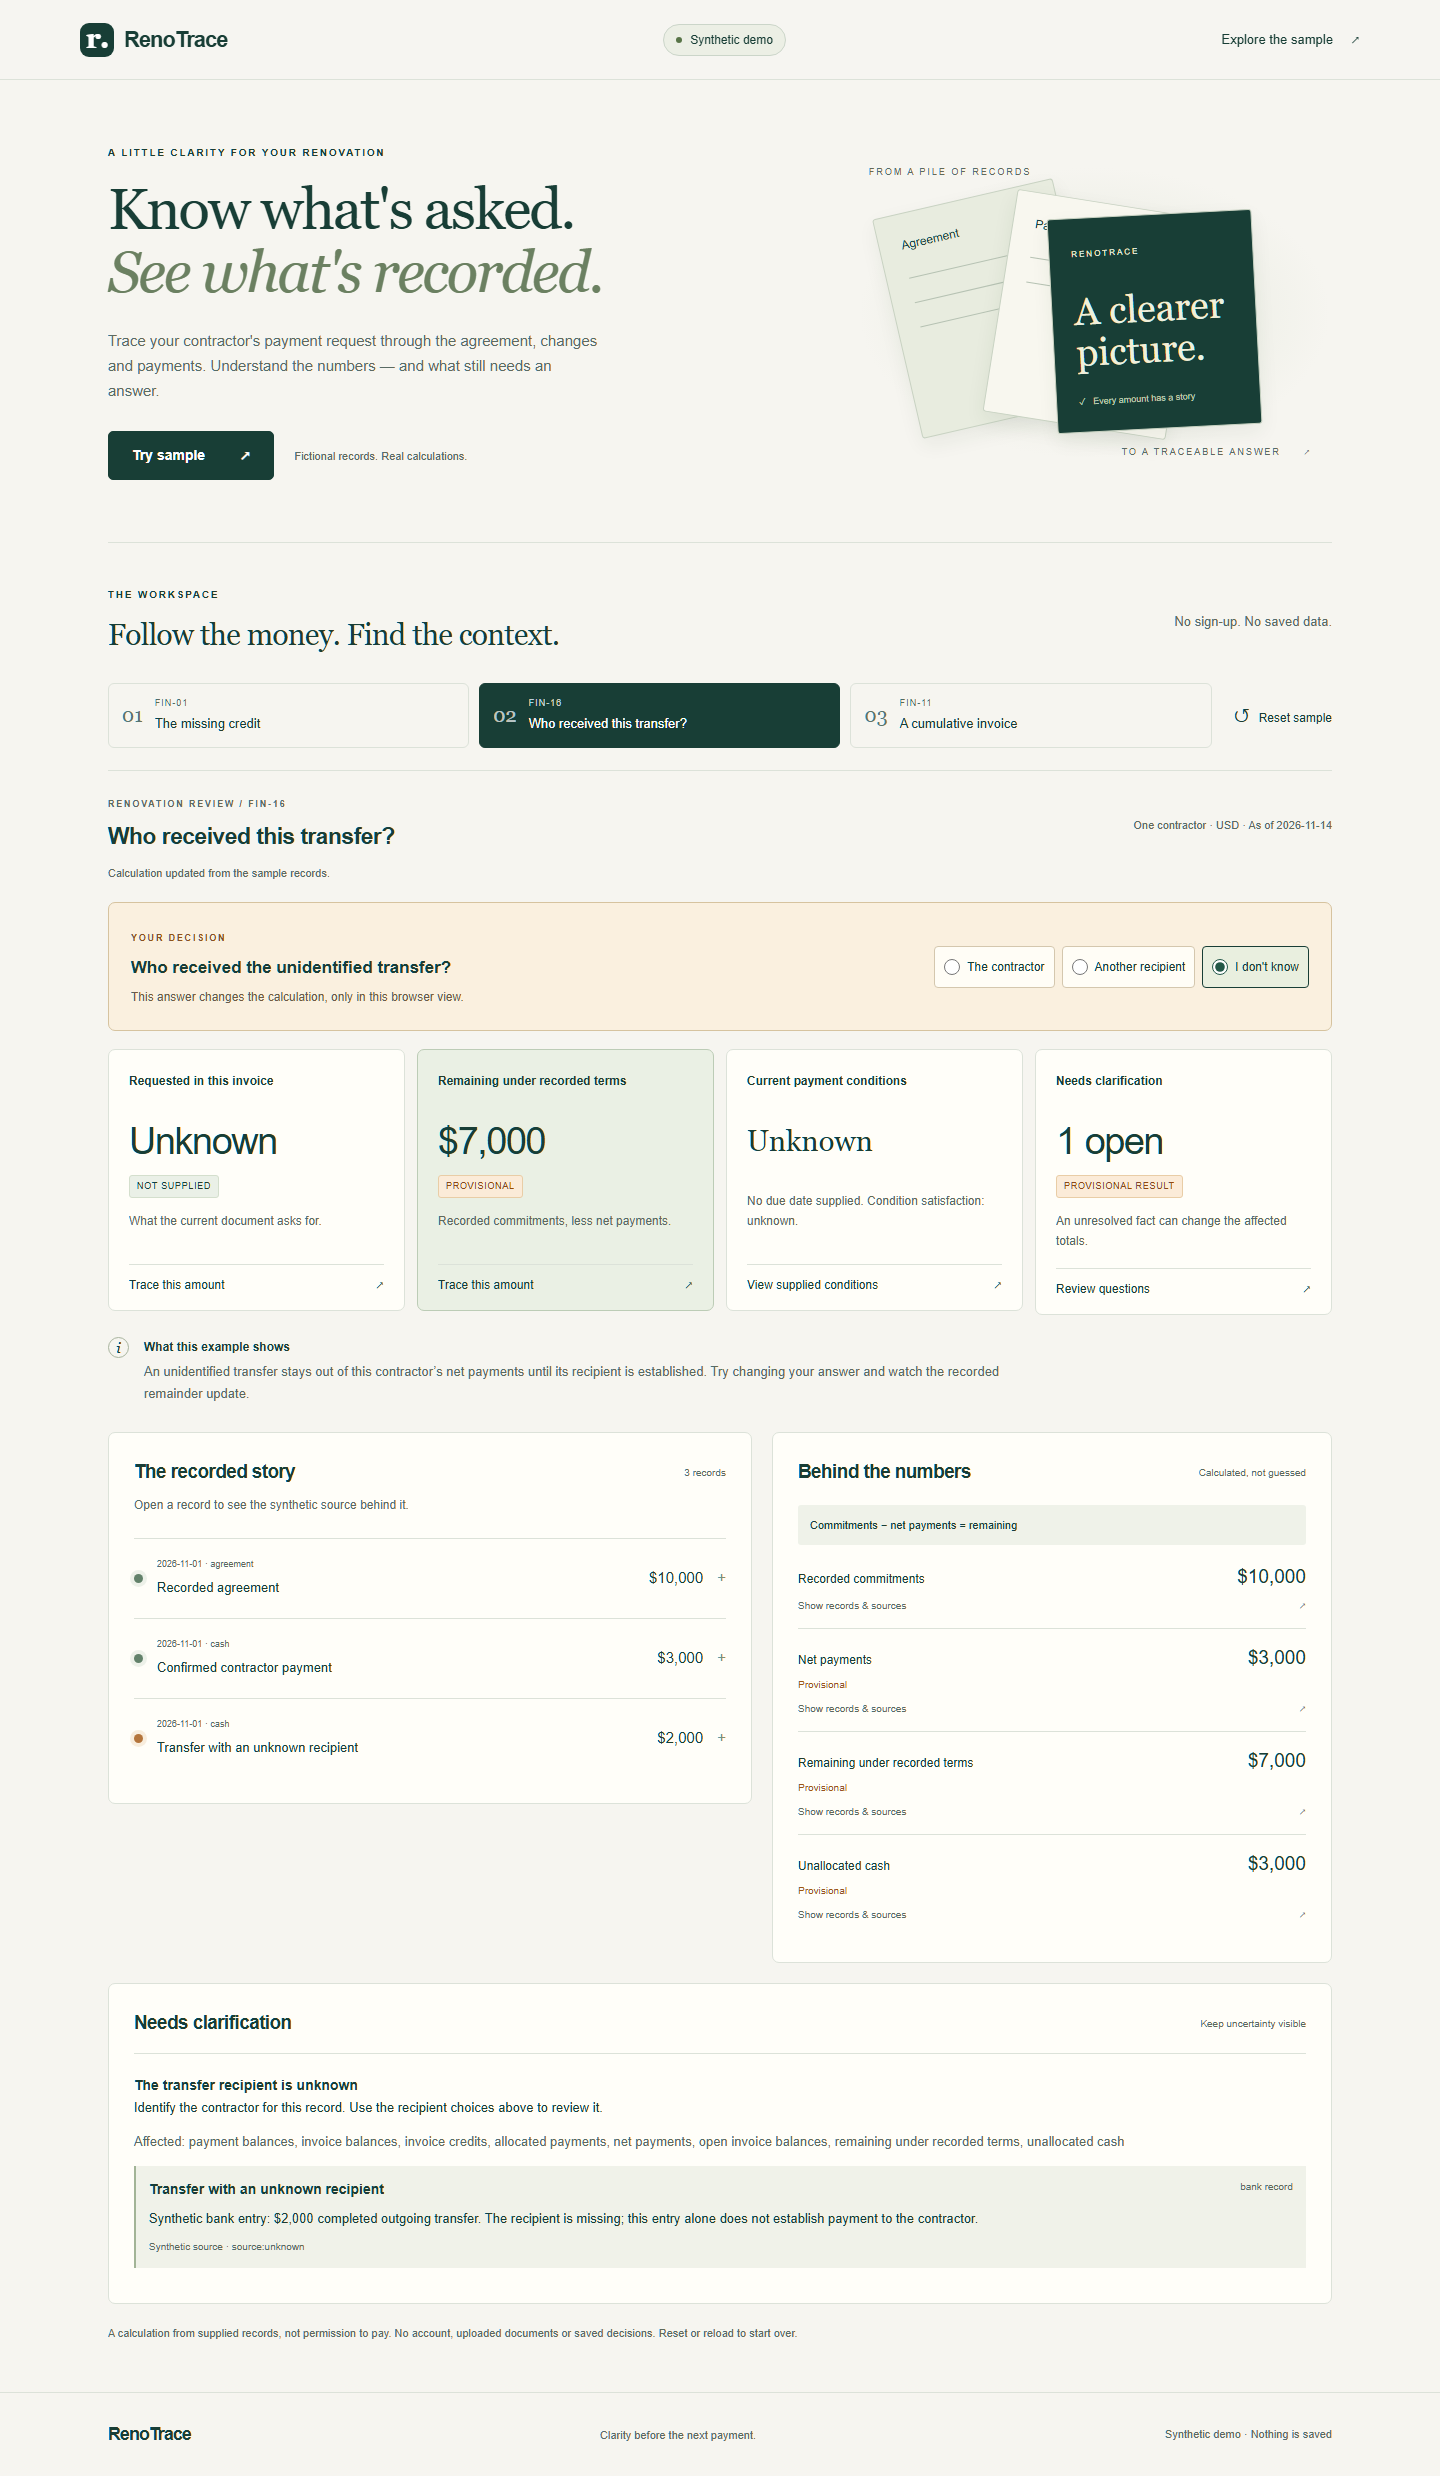 r. RenoTrace
Synthetic demo
Explore the sample ↗
A LITTLE CLARITY FOR YOUR RENOVATION
Know what's asked.
See what's recorded.
Trace your contractor's payment request through the agreement, changes
and payments. Understand the numbers — and what still needs an
answer.
Try sample ↗
Fictional records. Real calculations.
FROM A PILE OF RECORDS
Agreement
Pa
RENOTRACE
A clearer
picture.
✓ Every amount has a story
TO A TRACEABLE ANSWER ↗
THE WORKSPACE
Follow the money. Find the context.
No sign-up. No saved data.
01 FIN-01
The missing credit
02 FIN-16
Who received this transfer?
03 FIN-11
A cumulative invoice
↺ Reset sample
RENOVATION REVIEW / FIN-16
Who received this transfer?
One contractor · USD · As of 2026-11-14
Calculation updated from the sample records.
YOUR DECISION
Who received the unidentified transfer?
This answer changes the calculation, only in this browser view.
The contractor
Another recipient
I don't know
Requested in this invoice
Unknown
NOT SUPPLIED
What the current document asks for.
Trace this amount ↗
Remaining under recorded terms
$7,000
PROVISIONAL
Recorded commitments, less net payments.
Trace this amount ↗
Current payment conditions
Unknown
No due date supplied. Condition satisfaction:
unknown.
View supplied conditions ↗
Needs clarification
1 open
PROVISIONAL RESULT
An unresolved fact can change the affected
totals.
Review questions ↗
i What this example shows
An unidentified transfer stays out of this contractor’s net payments until its recipient is established. Try changing your answer and watch the recorded
remainder update.
The recorded story
3 records
Open a record to see the synthetic source behind it.
2026-11-01 · agreement
Recorded agreement $10,000 +
2026-11-01 · cash
Confirmed contractor payment $3,000 +
2026-11-01 · cash
Transfer with an unknown recipient $2,000 +
Behind the numbers
Calculated, not guessed
Commitments − net payments = remaining
Recorded commitments $10,000
Show records & sources ↗
Net payments $3,000
Provisional
Show records & sources ↗
Remaining under recorded terms $7,000
Provisional
Show records & sources ↗
Unallocated cash $3,000
Provisional
Show records & sources ↗
Needs clarification
Keep uncertainty visible
The transfer recipient is unknown
Identify the contractor for this record. Use the recipient choices above to review it.
Affected: payment balances, invoice balances, invoice credits, allocated payments, net payments, open invoice balances, remaining under recorded terms, unallocated cash
Transfer with an unknown recipient
bank record
Synthetic bank entry: $2,000 completed outgoing transfer. The recipient is missing; this entry alone does not establish payment to the contractor.
Synthetic source · source:unknown
A calculation from supplied records, not permission to pay. No account, uploaded documents or saved decisions. Reset or reload to start over.
RenoTrace
Clarity before the next payment.
Synthetic demo · Nothing is saved